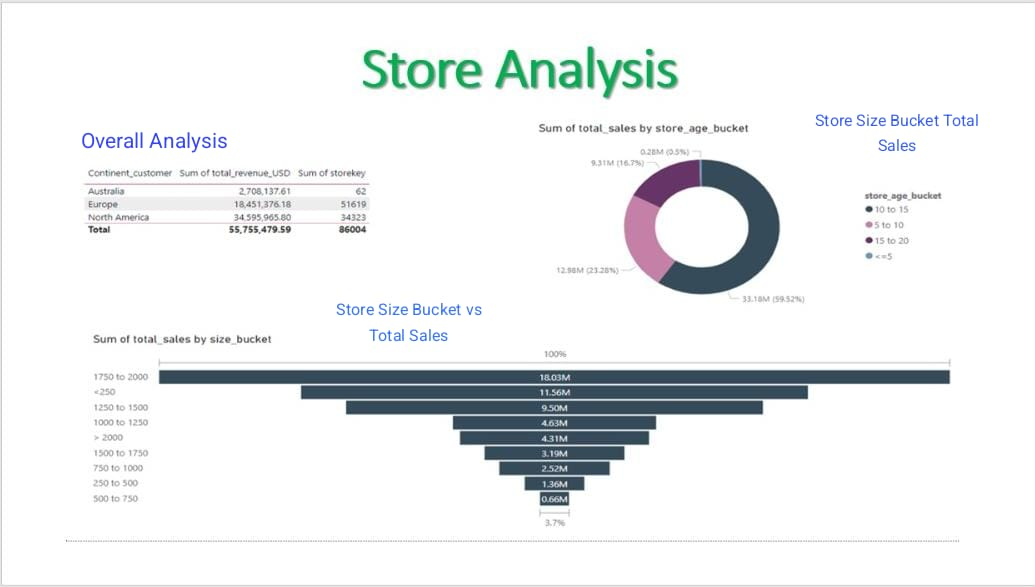 Store Analysis
Overall Analysis
Continent_customer Sum of total_revenue_USD Sum of storekey
Australia 2,708,137.61 62
Europe 18,451,376.18 51619
North America 34,595,965.80 34323
Total 55,755,479.59 86004
Sum of total_sales by store_age_bucket
0.28M (0.5%)
9.31M (16.7%)
12.98M (23.28%)
33.18M (59.52%)
Store Size Bucket Total
Sales
store_age_bucket
10 to 15
5 to 10
15 to 20
<=5
Store Size Bucket vs
Total Sales
Sum of total_sales by size_bucket
100%
1750 to 2000 18.03M
<250 11.56M
1250 to 1500 9.50M
1000 to 1250 4.63M
> 2000 4.31M
1500 to 1750 3.19M
750 to 1000 2.52M
250 to 500 1.36M
500 to 750 0.66M
3.7%